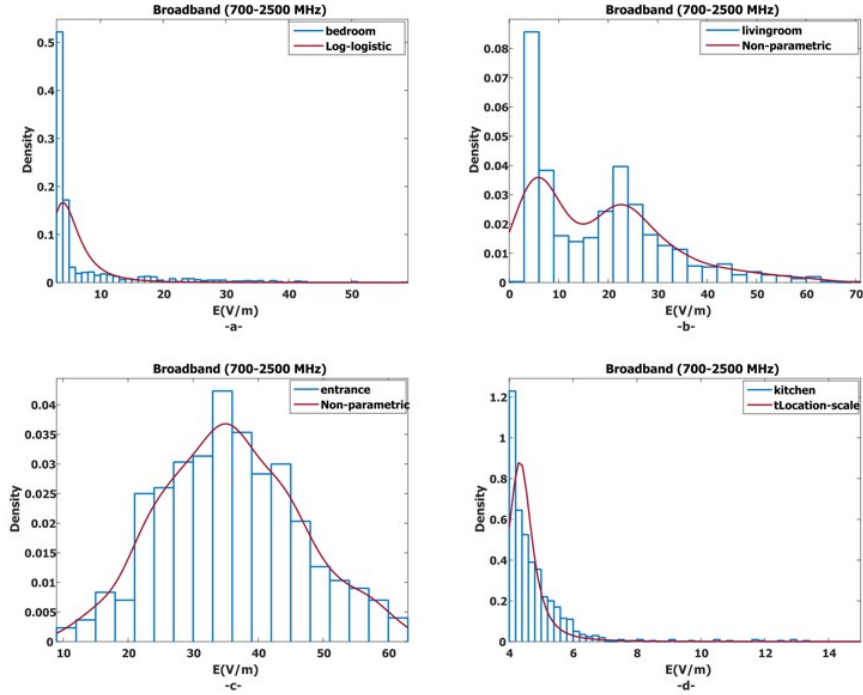 Broadband (700-2500 MHz)
bedroom
Log-logistic
0.5
0.4
0.3
0.2
0.1
0
Density
10
20
30
40
50
E(V/m)
-a-
Broadband (700-2500 MHz)
livingroom
Non-parametric
0.08
0.07
0.06
0.05
0.04
0.03
0.02
0.01
0
Density
0
10
20
30
40
50
60
70
E(V/m)
-b-
Broadband (700-2500 MHz)
entrance
Non-parametric
0.04
0.035
0.03
0.025
0.02
0.015
0.01
0.005
0
Density
10
20
30
40
50
60
E(V/m)
-c-
Broadband (700-2500 MHz)
kitchen
tLocation-scale
1.2
1
0.8
0.6
0.4
0.2
0
Density
4
6
8
10
12
14
E(V/m)
-d-